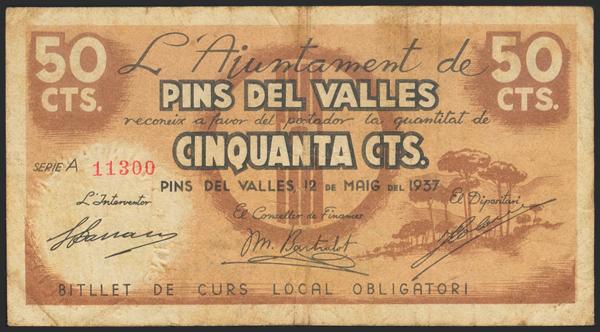 50 CTS.
L'Ajuntament de
50 CTS.
PINS DEL VALLES
reconeix a favor del portador la quantitat de
CINQUANTA CTS.
SERIE A 11300
PINS DEL VALLES, 12 DE MAIG DEL 1937
L'Interventor
El Conseller de Finances
El Dipositari
M. Barthalot
BITLLET DE CURS LOCAL OBLIGATORI